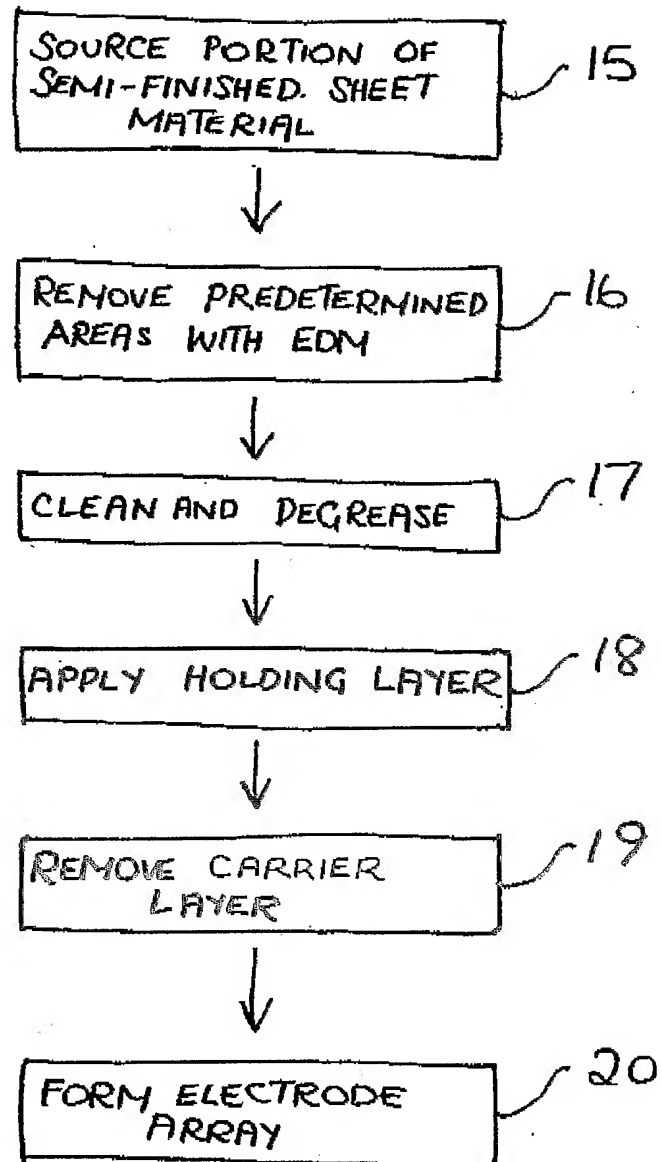 SOURCE PORTION OF
SEMI-FINISHED. SHEET
MATERIAL
15
REMOVE PREDETERMINED
AREAS WITH EDM
16
CLEAN AND DEGREASE
17
APPLY HOLDING LAYER
18
REMOVE CARRIER
LAYER
19
FORM ELECTRODE
ARRAY
20